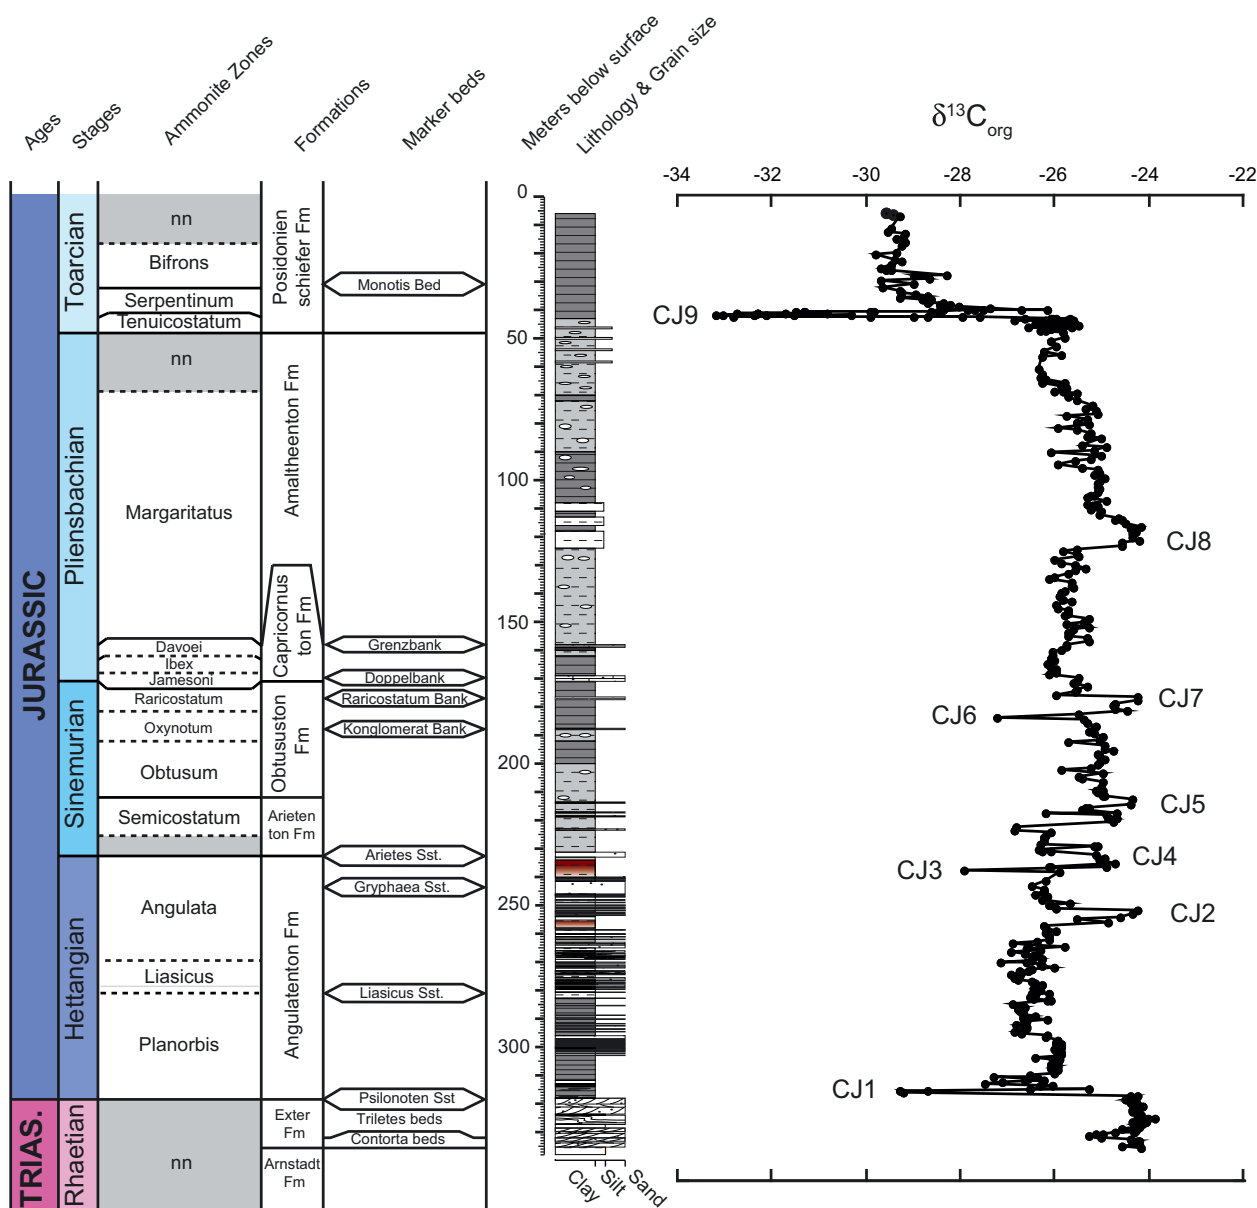 Ages
Stages
Ammonite Zones
Formations
Marker beds
Meters below surface
Lithology & Grain size
δ13Corg
-34
-32
-30
-28
-26
-24
-22
JURASSIC
TRIAS.
Toarcian
Pliensbachian
Sinemurian
Hettangian
Rhaetian
nn
Bifrons
Serpentinum
Tenuicostatum
nn
Margaritatus
Davoei
Ibex
Jamesoni
Raricostatum
Oxynotum
Obtusum
Semicostatum
Angulata
Liasicus
Planorbis
nn
Posidonien
schiefer Fm
Amaltheenton Fm
Capricornus
ton Fm
Obtususton
Fm
Arieten
ton Fm
Angulatenton Fm
Exter
Fm
Arnstadt
Fm
Monotis Bed
Grenzbank
Doppelbank
Raricostatum Bank
Konglomerat Bank
Arietes Sst.
Gryphaea Sst.
Liasicus Sst.
Psilonoten Sst
Triletes beds
Contorta beds
0
50
100
150
200
250
300
Clay
Silt
Sand
CJ9
CJ8
CJ7
CJ6
CJ5
CJ4
CJ3
CJ2
CJ1